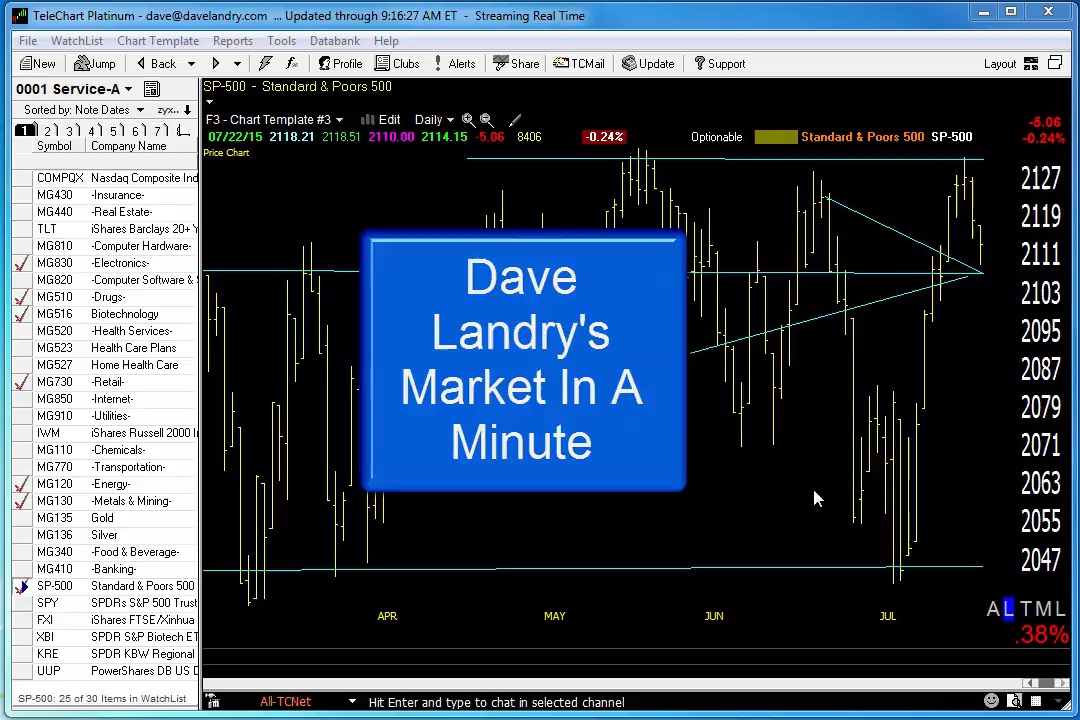 TeleChart Platinum - dave@davelandry.com ... Updated through 9:16:27 AM ET - Streaming Real Time
File WatchList Chart Template Reports Tools Databank Help
New Jump Back Profile Clubs Alerts Share TCMail Update Support Layout
0001 Service-A
SP-500 - Standard & Poors 500
Sorted by: Note Dates zyx..
F3 - Chart Template #3 Edit Daily
-5.06
-0.24%
1 2 3 4 5 6 7
07/22/15 2118.21 2118.51 2110.00 2114.15 -5.06 8406 -0.24% Optionable Standard & Poors 500 SP-500
Symbol Company Name
Price Chart
COMPQX Nasdaq Composite Ind
MG430 -Insurance-
MG440 -Real Estate-
TLT iShares Barclays 20+ Y
MG810 -Computer Hardware-
MG830 -Electronics-
MG820 -Computer Software &
MG510 -Drugs-
MG516 Biotechnology
MG520 -Health Services-
MG523 Health Care Plans
MG527 Home Health Care
MG730 -Retail-
MG850 -Internet-
MG910 -Utilities-
IWM iShares Russell 2000 In
MG110 -Chemicals-
MG770 -Transportation-
MG120 -Energy-
MG130 -Metals & Mining-
MG135 Gold
MG136 Silver
MG340 -Food & Beverage-
MG410 -Banking-
SP-500 Standard & Poors 500
SPY SPDRs S&P 500 Trust
FXI iShares FTSE/Xinhua
XBI SPDR S&P Biotech ET
KRE SPDR KBW Regional
UUP PowerShares DB US D
Dave
Landry's
Market In A
Minute
2127
2119
2111
2103
2095
2087
2079
2071
2063
2055
2047
APR MAY JUN JUL
A L T M L
.38%
SP-500: 25 of 30 Items in WatchList
All-TCNet Hit Enter and type to chat in selected channel